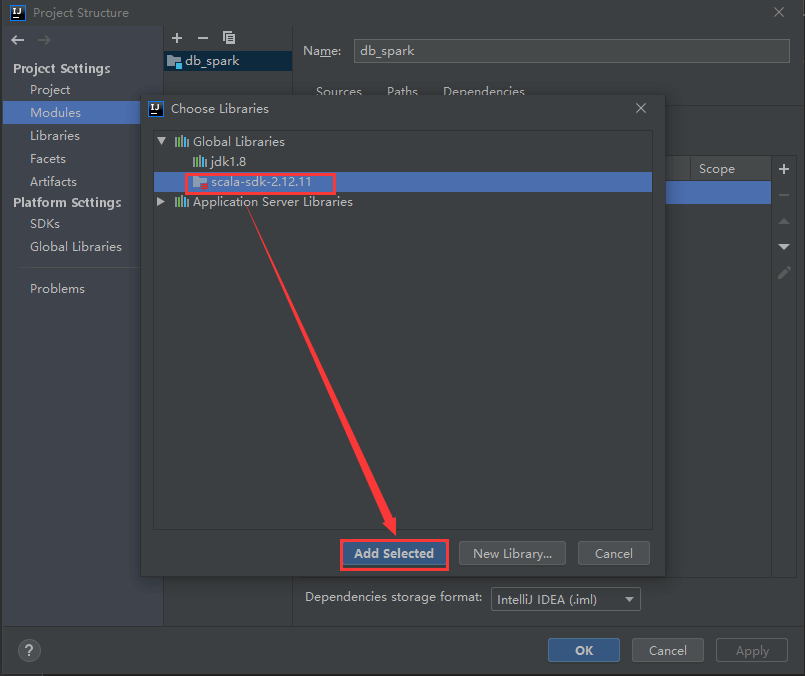 Project Structure
Name:
db_spark
db_spark
Project Settings
Project
Modules
Libraries
Facets
Artifacts
Platform Settings
SDKs
Global Libraries
Problems
Sources
Paths
Dependencies
Choose Libraries
Global Libraries
jdk1.8
scala-sdk-2.12.11
Application Server Libraries
Scope
Add Selected
New Library...
Cancel
Dependencies storage format:
IntelliJ IDEA (.iml)
?
OK
Cancel
Apply